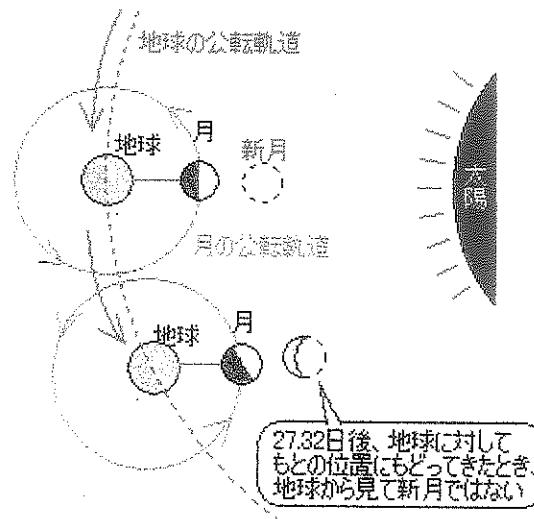 地球の公転軌道
地球
月
新月
太陽
月の公転軌道
地球
月
27.32日後、地球に対して
もとの位置にもどってきたとき、
地球から見て新月ではない